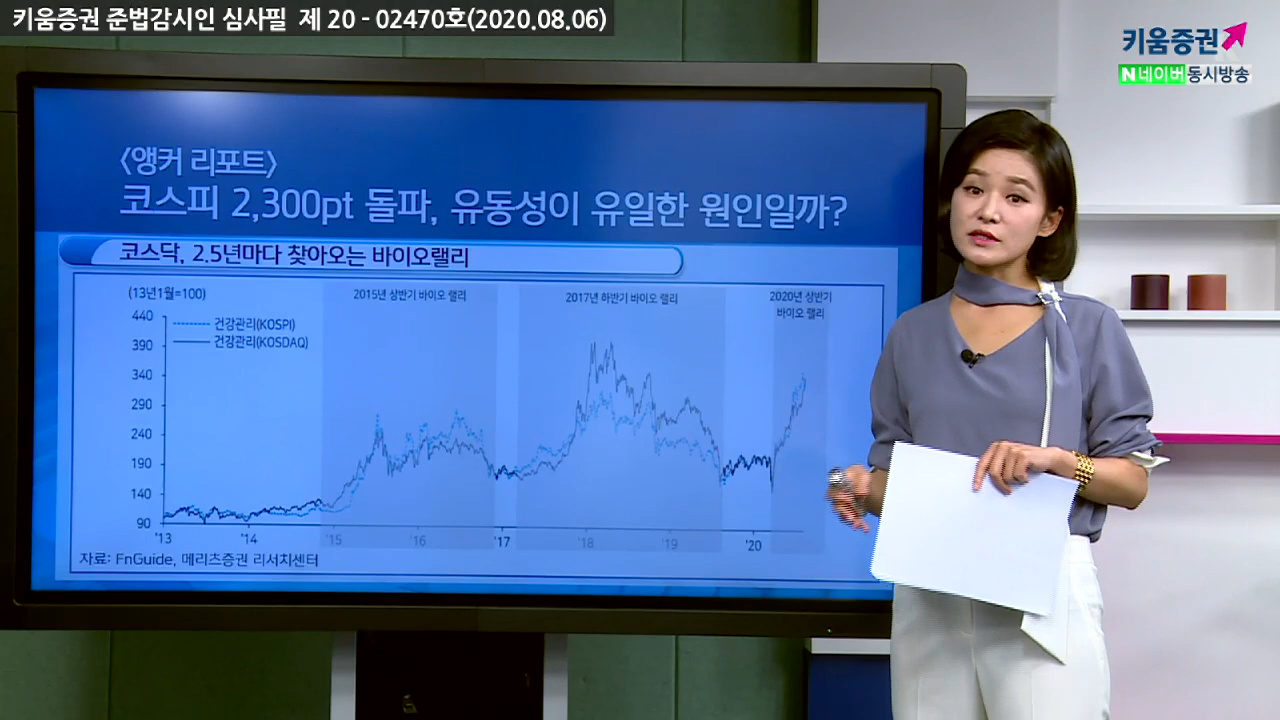 키움증권 준법감시인 심사필 제 20 - 02470호(2020.08.06)
키움증권
N네이버 동시방송
<앵커 리포트>
코스피 2,300pt 돌파, 유동성이 유일한 원인일까?
코스닥, 2.5년마다 찾아오는 바이오랠리
(13년1월=100)
2015년 상반기 바이오 랠리
2017년 하반기 바이오 랠리
2020년 상반기
바이오 랠리
건강관리(KOSPI)
건강관리(KOSDAQ)
440
390
340
290
240
190
140
90
'13 '14 '15 '16 '17 '18 '19 '20
자료: FnGuide, 메리츠증권 리서치센터